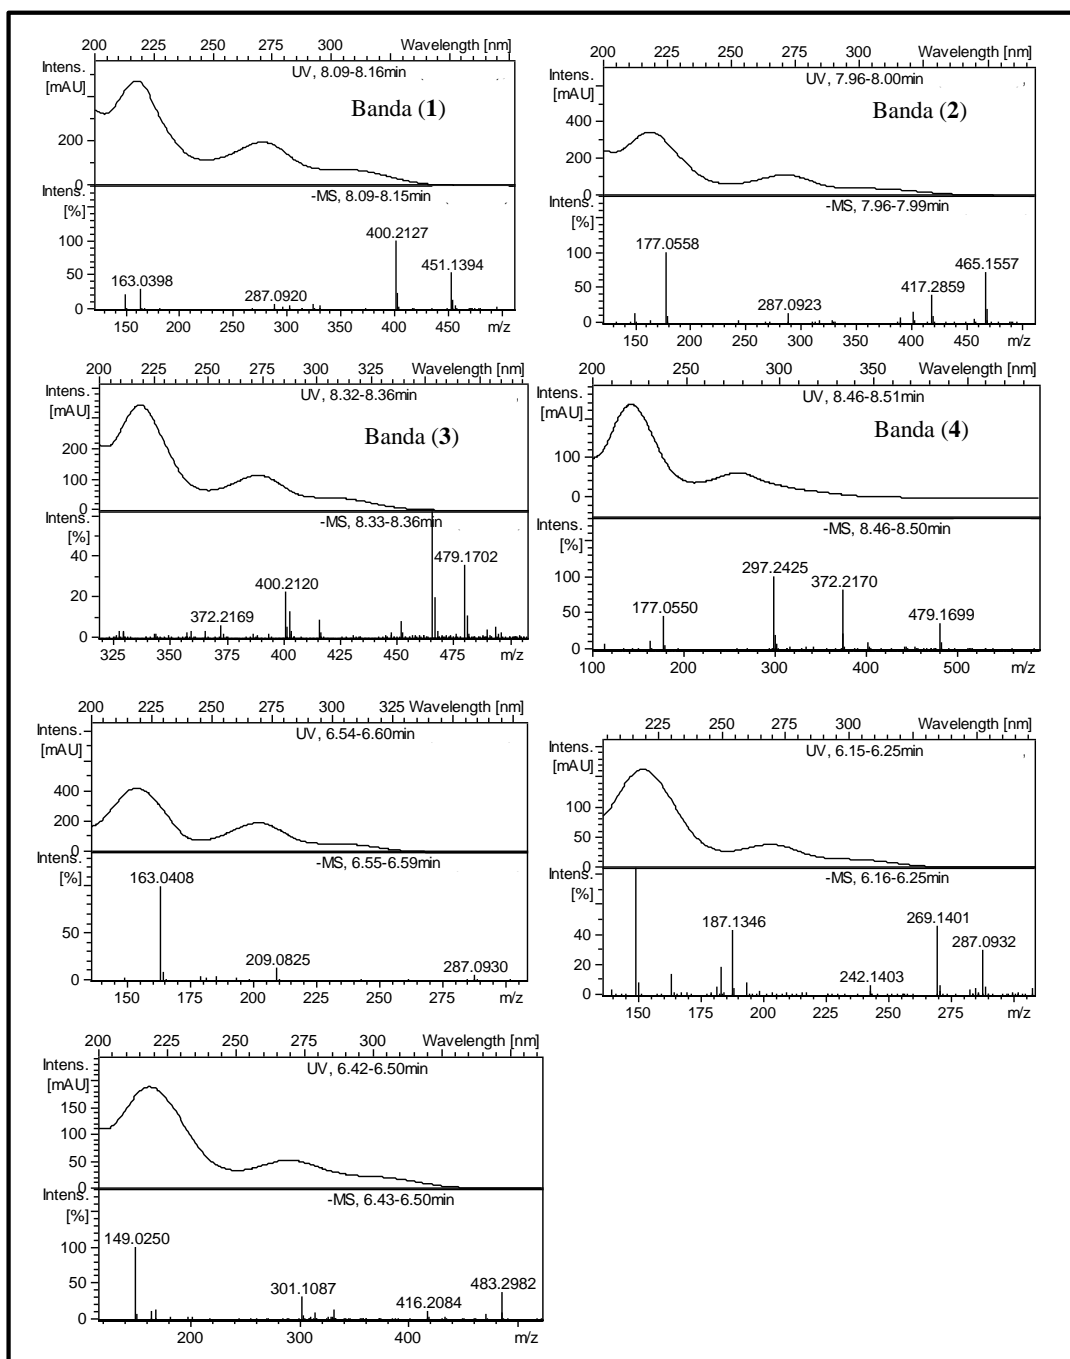 200 225 250 275 300 Wavelength [nm]
Intens.
[mAU]
UV, 8.09-8.16min
Banda (1)
200
0
Intens.
[%]
-MS, 8.09-8.15min
100
50
0
163.0398
287.0920
400.2127
451.1394
150 200 250 300 350 400 450 m/z
200 225 250 275 300 Wavelength [nm]
Intens.
[mAU]
UV, 7.96-8.00min
Banda (2)
400
200
0
Intens.
[%]
-MS, 7.96-7.99min
100
50
0
177.0558
287.0923
417.2859
465.1557
150 200 250 300 350 400 450 m/z
200 225 250 275 300 325 Wavelength [nm]
Intens.
[mAU]
UV, 8.32-8.36min
Banda (3)
200
100
0
Intens.
[%]
-MS, 8.33-8.36min
40
20
0
372.2169
400.2120
479.1702
325 350 375 400 425 450 475 m/z
200 250 300 350 Wavelength [nm]
Intens.
[mAU]
UV, 8.46-8.51min
Banda (4)
100
0
Intens.
[%]
-MS, 8.46-8.50min
100
50
0
177.0550
297.2425
372.2170
479.1699
100 200 300 400 500 m/z
200 225 250 275 300 325 Wavelength [nm]
Intens.
[mAU]
UV, 6.54-6.60min
400
200
0
Intens.
[%]
-MS, 6.55-6.59min
100
50
0
163.0408
209.0825
287.0930
150 175 200 225 250 275 m/z
225 250 275 300 Wavelength [nm]
Intens.
[mAU]
UV, 6.15-6.25min
100
50
0
Intens.
[%]
-MS, 6.16-6.25min
40
20
0
187.1346
242.1403
269.1401
287.0932
150 175 200 225 250 275 m/z
200 225 250 275 300 Wavelength [nm]
Intens.
[mAU]
UV, 6.42-6.50min
150
100
50
0
Intens.
[%]
-MS, 6.43-6.50min
100
50
0
149.0250
301.1087
416.2084
483.2982
200 300 400 m/z